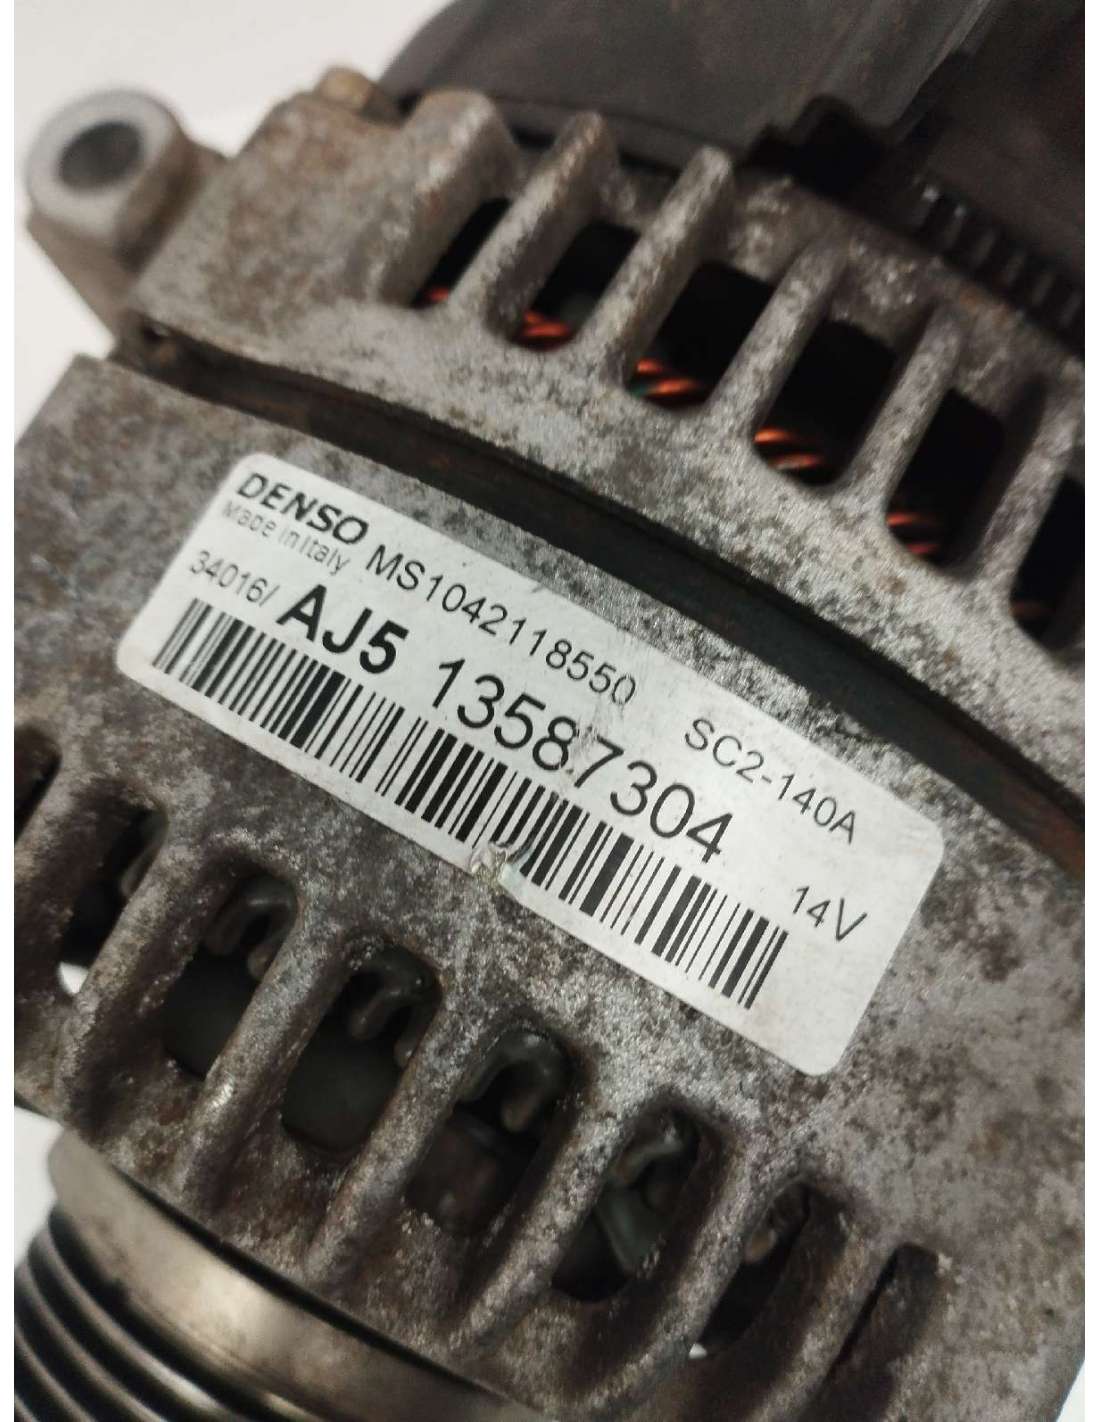 DENSO MS1042118550 SC2-140A
Made in Italy
34016/ AJ5 13587304 14V